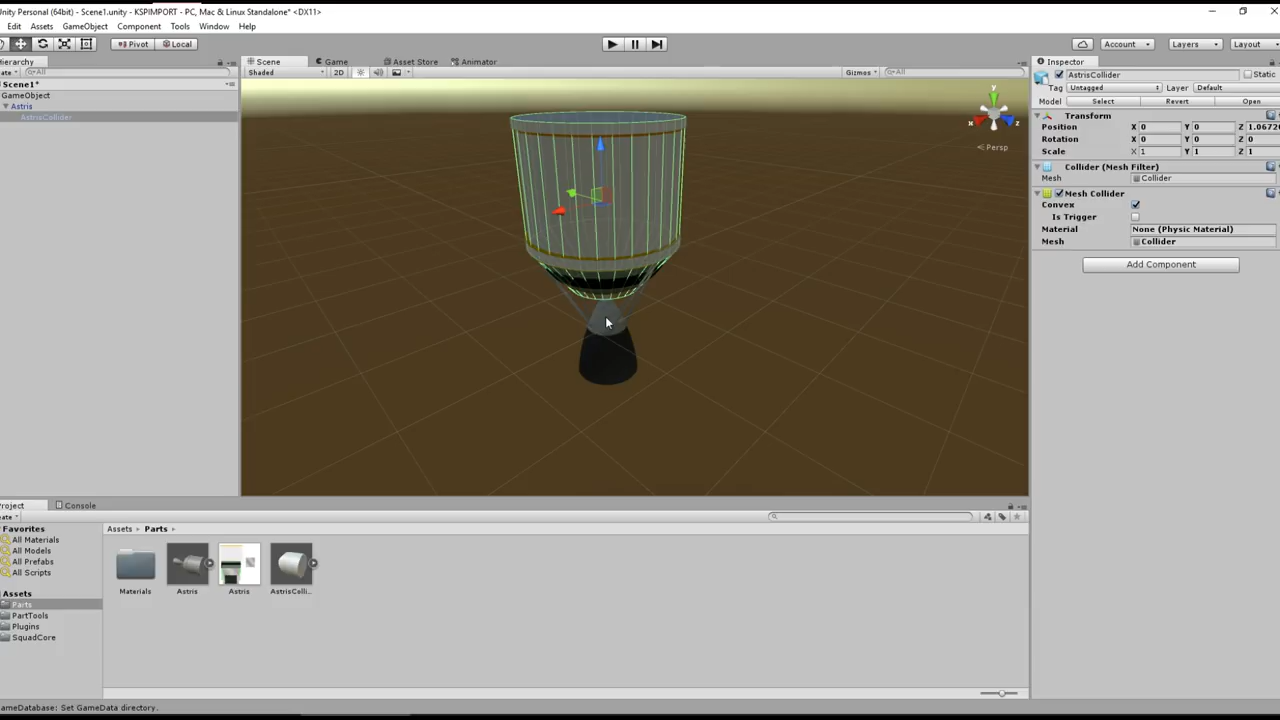 Unity Personal (64bit) - Scene1.unity - KSPIMPORT - PC, Mac & Linux Standalone* <DX11>
Edit Assets GameObject Component Tools Window Help
Pivot Local Account Layers Layout
Hierarchy Scene Game Asset Store Animator Inspector
ate All Shaded 2D Gizmos All AstrisCollider Static
Scene1*
Tag Untagged Layer Default
GameObject
Model Select Revert Open
Astris
Transform
AstrisCollider
Position X 0 Y 0 Z 1.0672
Rotation X 0 Y 0 Z 0
Scale X 1 Y 1 Z 1
y
x z
Persp
Collider (Mesh Filter)
Mesh Collider
Mesh Collider
Convex
Is Trigger
Material None (Physic Material)
Mesh Collider
Add Component
Project Console
ate
Favorites Assets Parts
All Materials
All Models
All Prefabs
All Scripts
Materials Astris Astris AstrisColli...
Assets
Parts
PartTools
Plugins
SquadCore
ameDatabase: Set GameData directory.